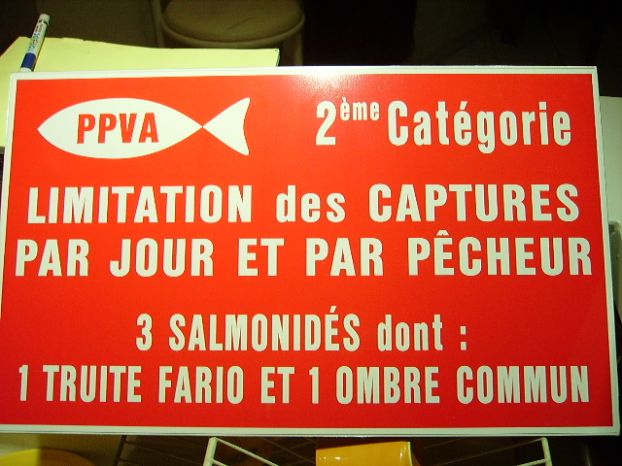 PPVA
2ème Catégorie
LIMITATION des CAPTURES
PAR JOUR ET PAR PÊCHEUR
3 SALMONIDÉS dont :
1 TRUITE FARIO ET 1 OMBRE COMMUN